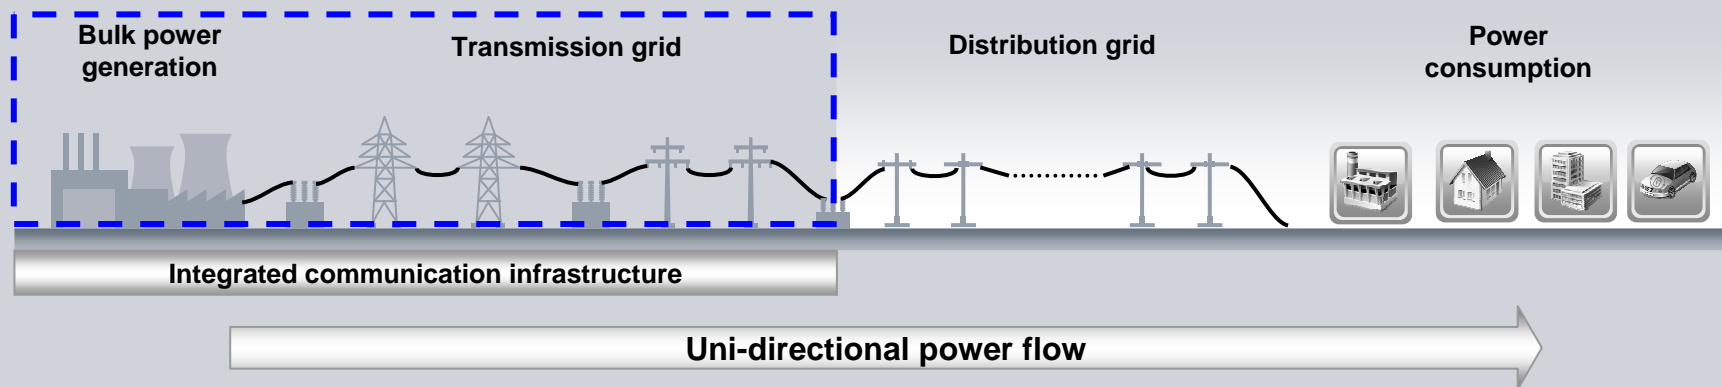 Bulk power
generation
Transmission grid
Distribution grid
Power
consumption
Integrated communication infrastructure
Uni-directional power flow